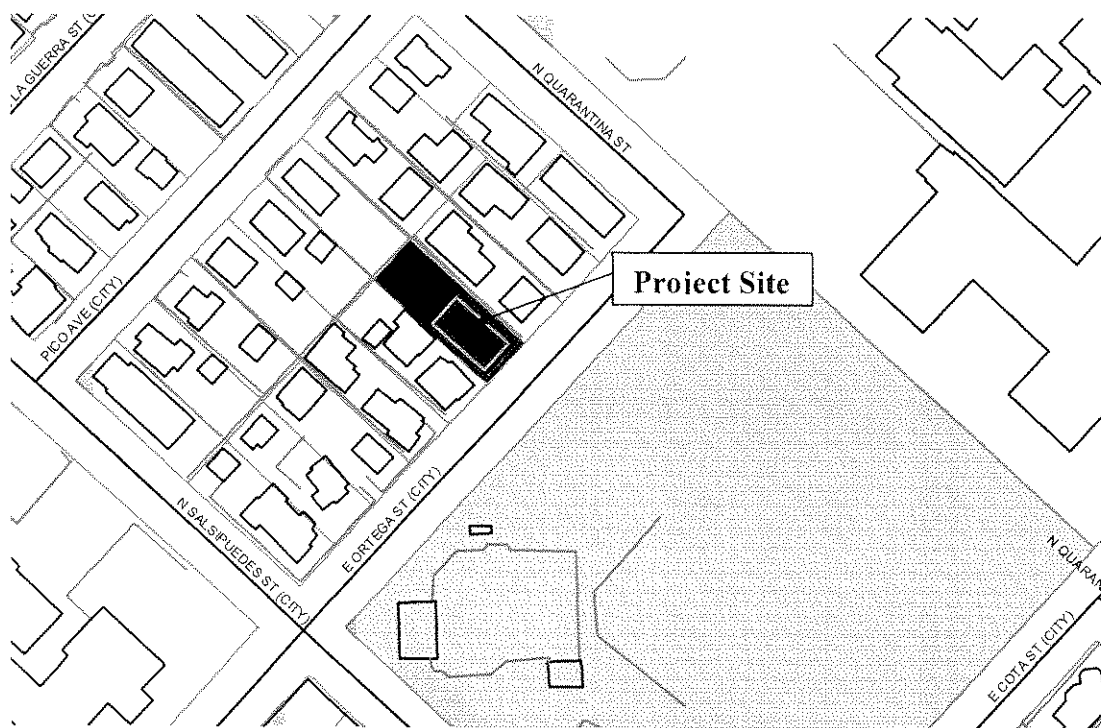 LA GUERRA ST (CITY)
N QUARANTINA ST
PICO AVE (CITY)
Project Site
N SALSIPUEDES ST (CITY)
E ORTEGA ST (CITY)
N QUARAN
E COTA ST (CITY)